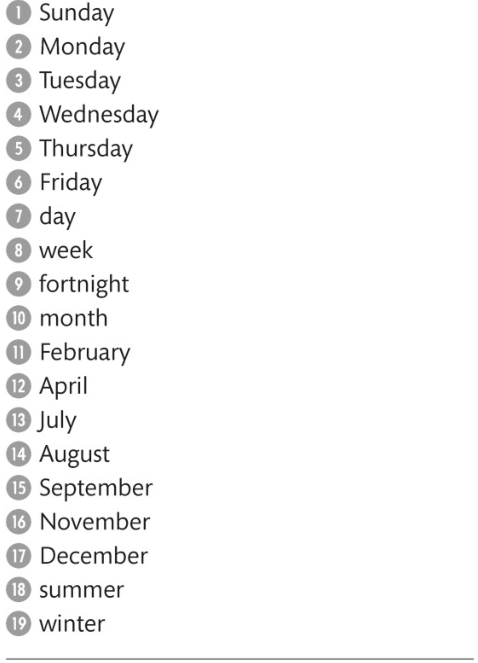 1 Sunday
2 Monday
3 Tuesday
4 Wednesday
5 Thursday
6 Friday
7 day
8 week
9 fortnight
10 month
11 February
12 April
13 July
14 August
15 September
16 November
17 December
18 summer
19 winter